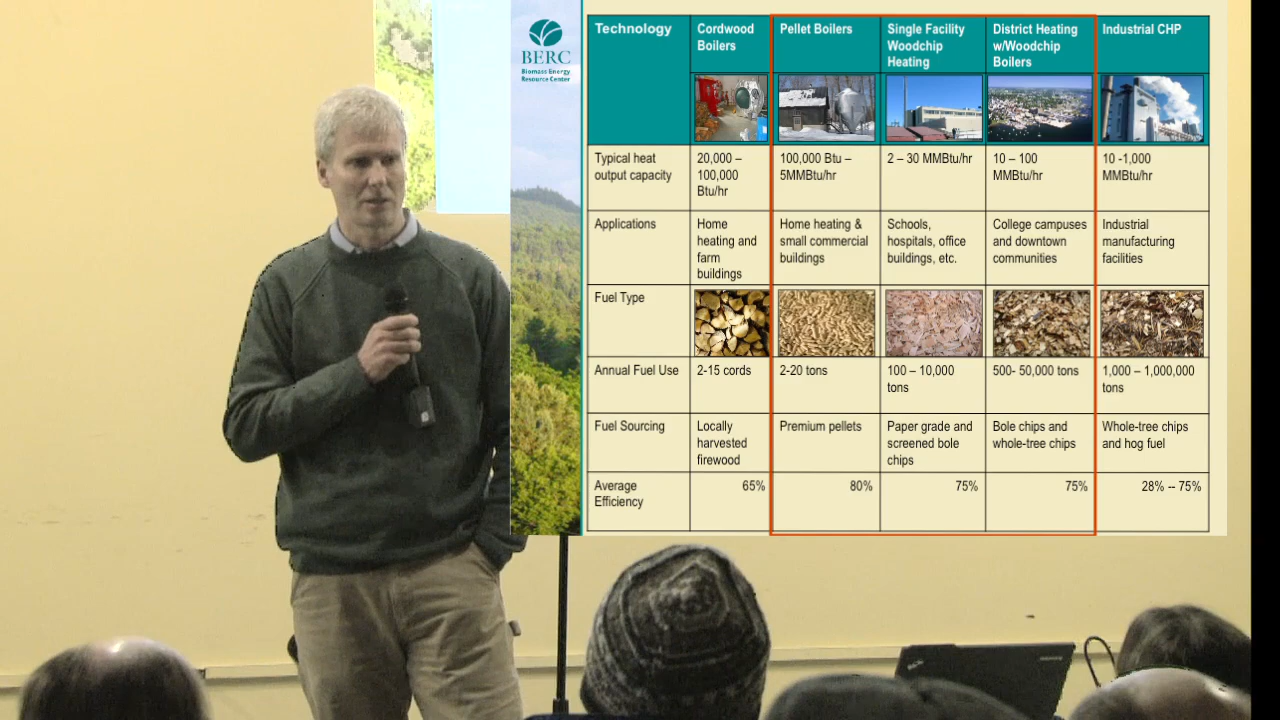 BERC
Biomass Energy
Resource Center
Technology
Cordwood
Boilers
Pellet Boilers
Single Facility
Woodchip
Heating
District Heating
w/Woodchip
Boilers
Industrial CHP
Typical heat
output capacity
20,000 –
100,000
Btu/hr
100,000 Btu –
5MMBtu/hr
2 – 30 MMBtu/hr
10 – 100
MMBtu/hr
10 -1,000
MMBtu/hr
Applications
Home
heating and
farm
buildings
Home heating &
small commercial
buildings
Schools,
hospitals, office
buildings, etc.
College campuses
and downtown
communities
Industrial
manufacturing
facilities
Fuel Type
Annual Fuel Use
2-15 cords
2-20 tons
100 – 10,000
tons
500- 50,000 tons
1,000 – 1,000,000
tons
Fuel Sourcing
Locally
harvested
firewood
Premium pellets
Paper grade and
screened bole
chips
Bole chips and
whole-tree chips
Whole-tree chips
and hog fuel
Average
Efficiency
65%
80%
75%
75%
28% -- 75%